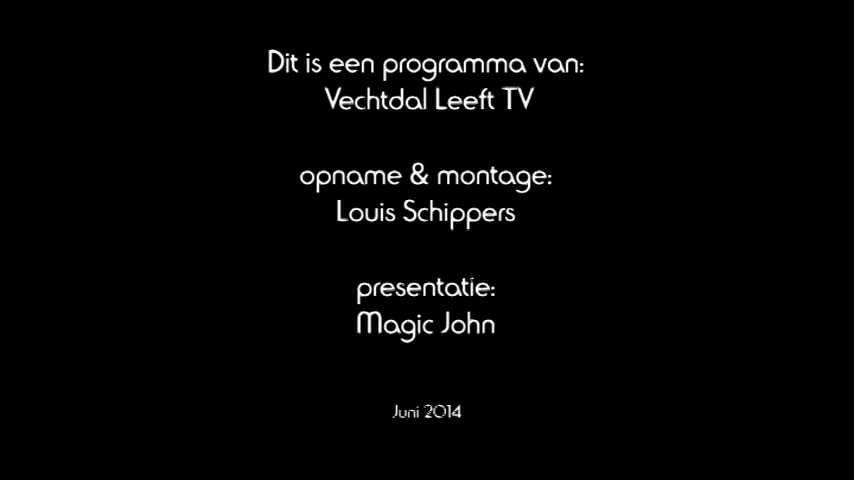 Dit is een programma van:
Vechtdal Leeft TV
opname & montage:
Louis Schippers
presentatie:
Magic John
Juni 2014